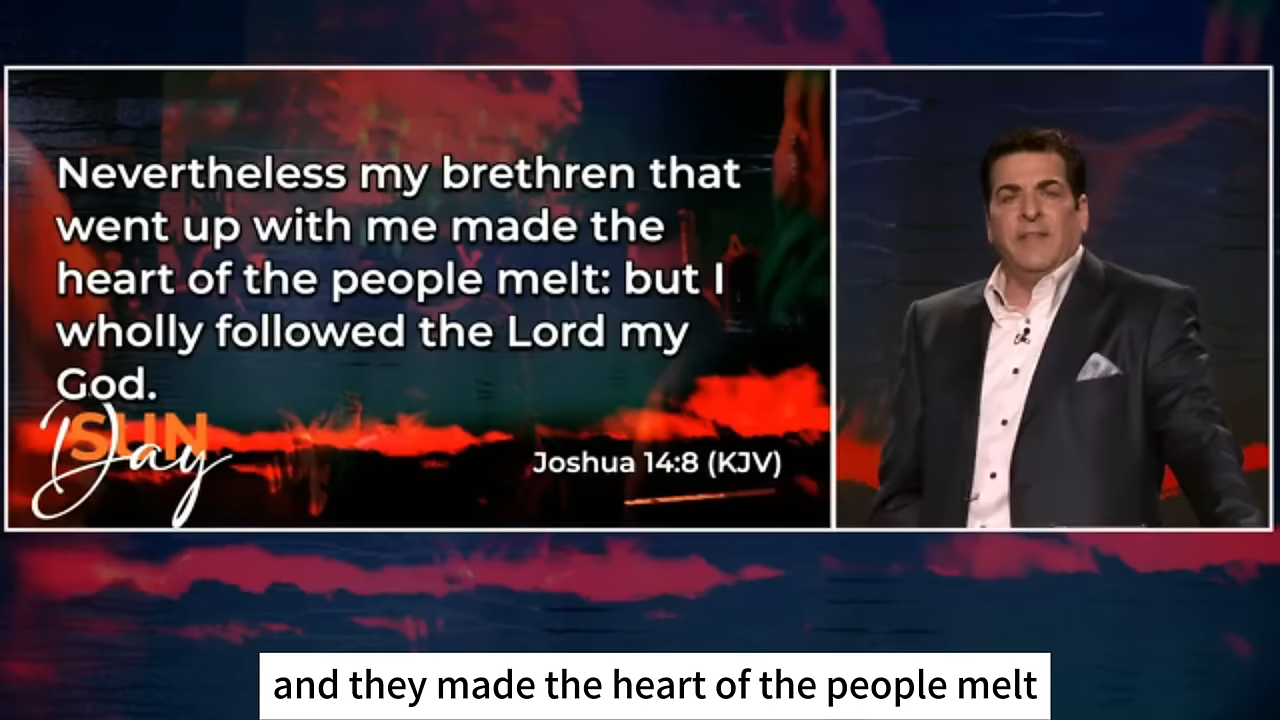 Nevertheless my brethren that
went up with me made the
heart of the people melt: but I
wholly followed the Lord my
God.
SUN
Day
Joshua 14:8 (KJV)
and they made the heart of the people melt